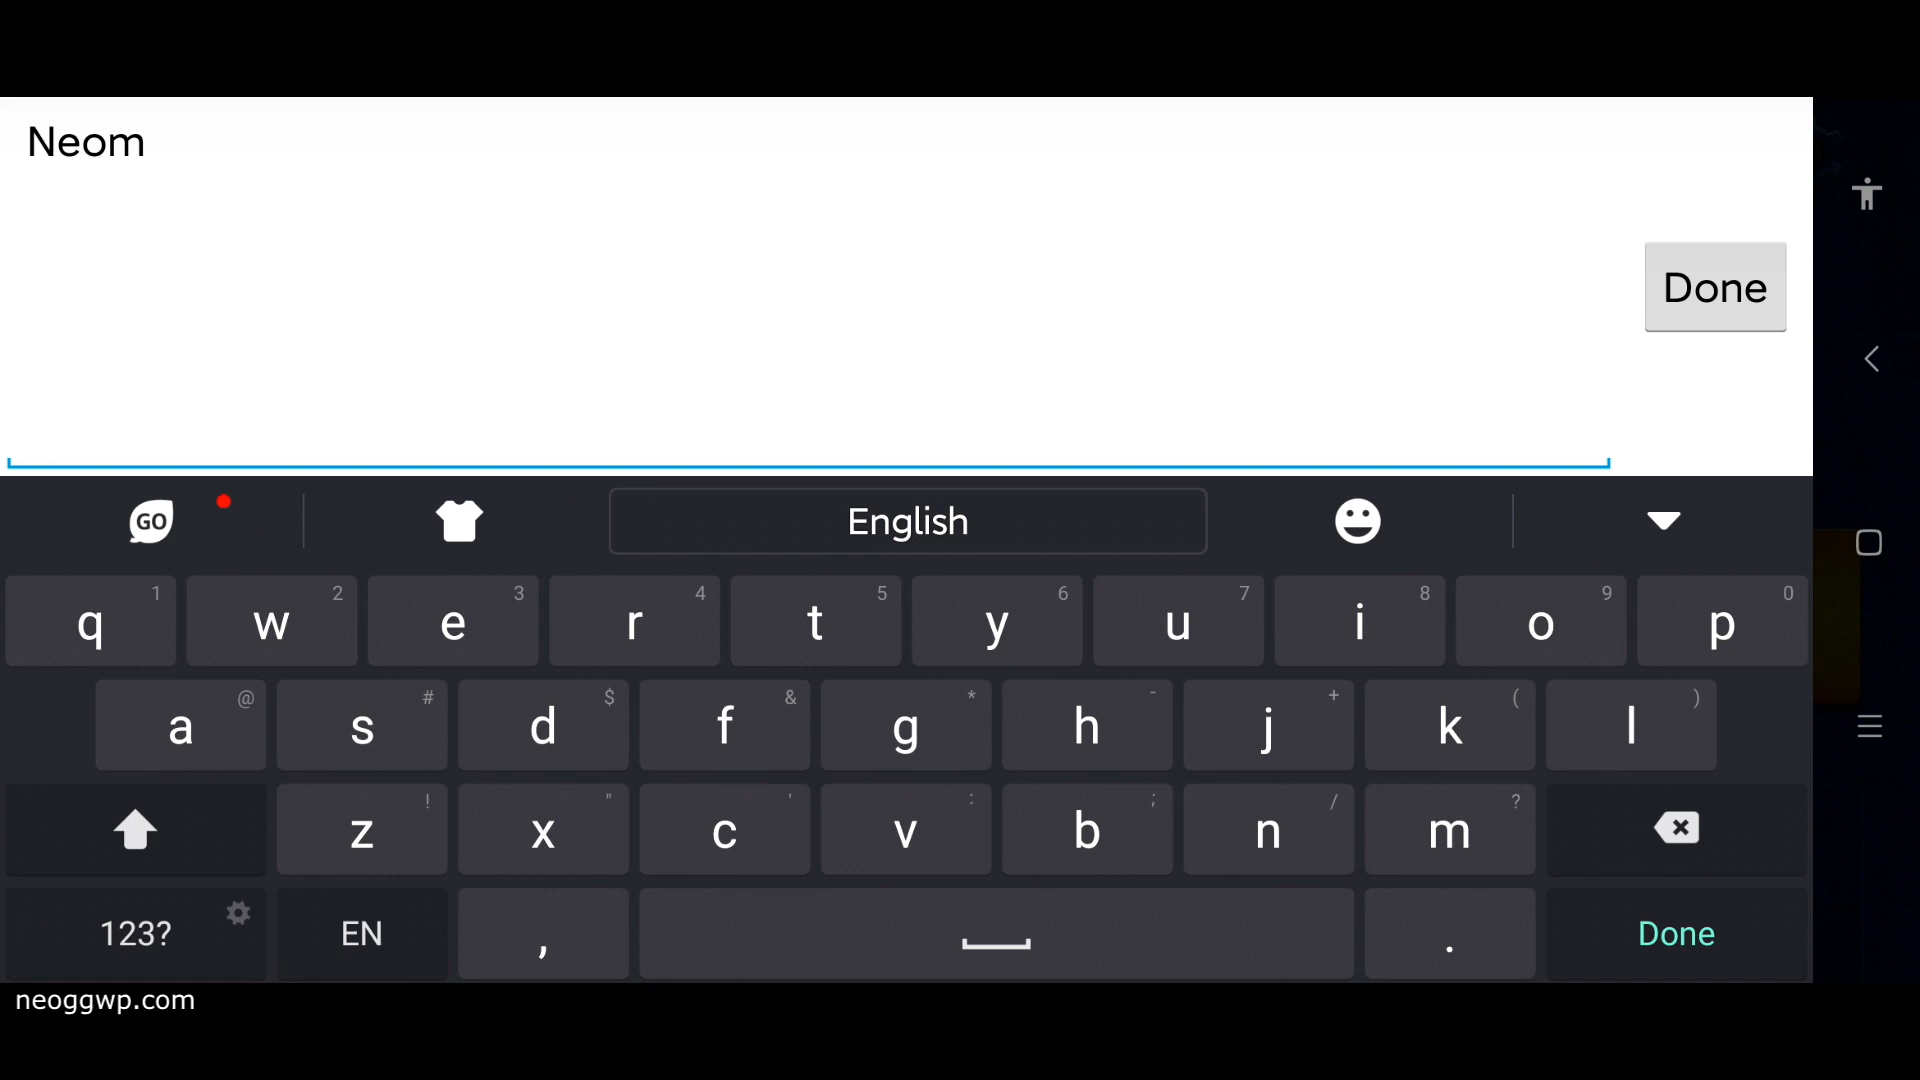 Neom
Done
GO English
1 2 3 4 5 6 7 8 9 0
q w e r t y u i o p
@ # $ & * - + ( )
a s d f g h j k l
! " ' : ; / ?
z x c v b n m
123? EN , . Done
neoggwp.com